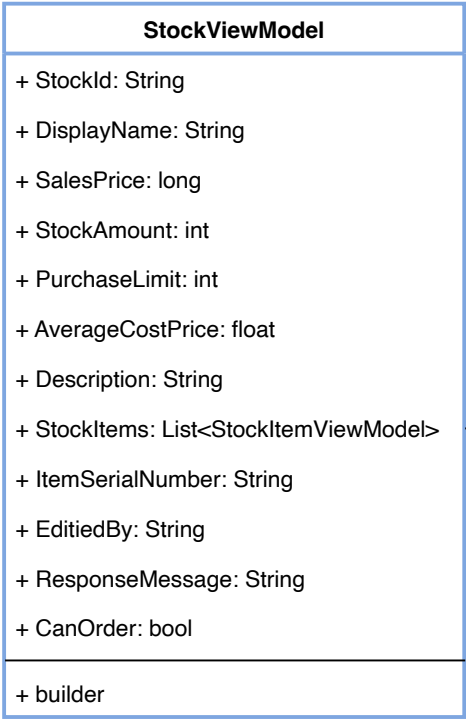 StockViewModel
+ StockId: String
+ DisplayName: String
+ SalesPrice: long
+ StockAmount: int
+ PurchaseLimit: int
+ AverageCostPrice: float
+ Description: String
+ StockItems: List<StockItemViewModel>
+ ItemSerialNumber: String
+ EditiedBy: String
+ ResponseMessage: String
+ CanOrder: bool
+ builder